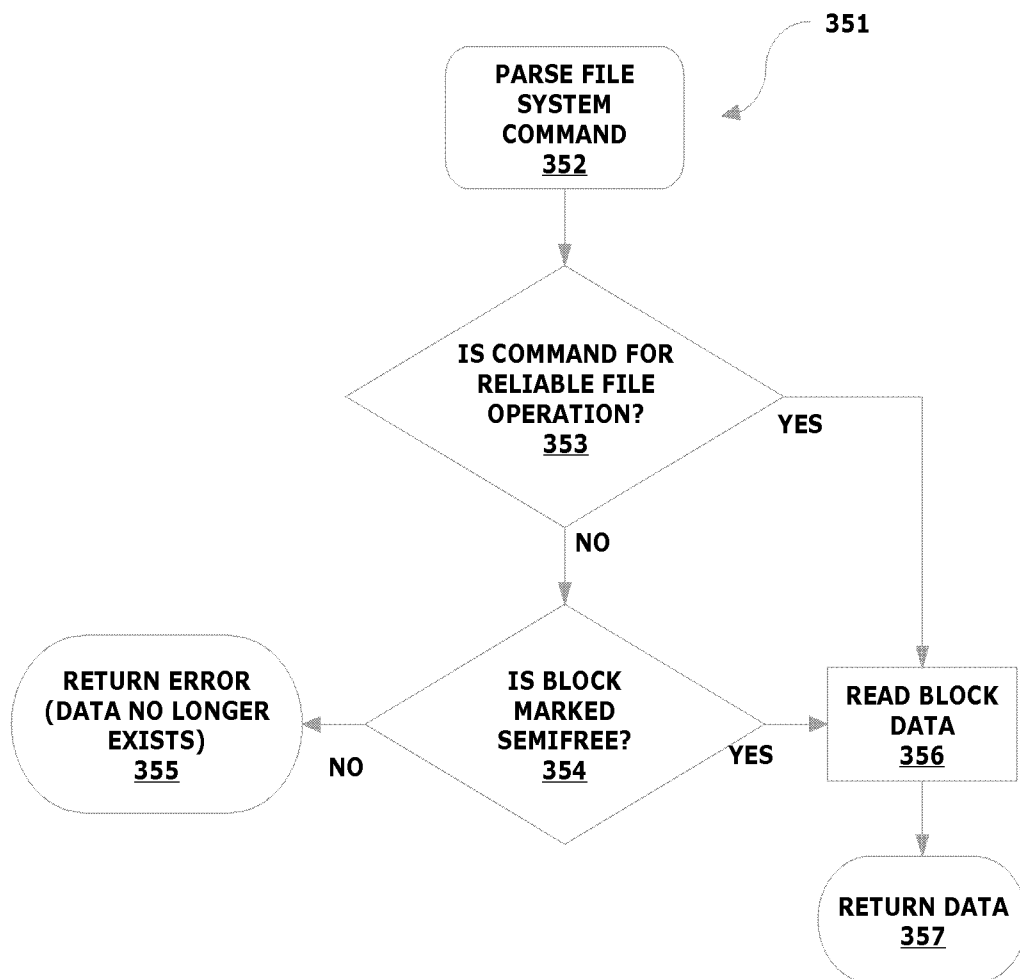 351
PARSE FILE
SYSTEM
COMMAND
352
IS COMMAND FOR
RELIABLE FILE
OPERATION?
353
YES
NO
RETURN ERROR
(DATA NO LONGER
EXISTS)
355
NO
IS BLOCK
MARKED
SEMIFREE?
354
YES
READ BLOCK
DATA
356
RETURN DATA
357